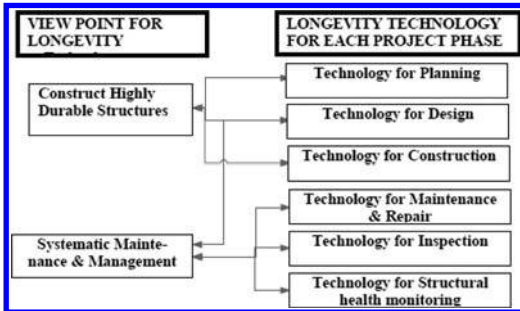 VIEW POINT FOR
LONGEVITY
LONGEVITY TECHNOLOGY
FOR EACH PROJECT PHASE
Construct Highly
Durable Structures
Systematic Mainte-
nance & Management
Technology for Planning
Technology for Design
Technology for Construction
Technology for Maintenance
& Repair
Technology for Inspection
Technology for Structural
health monitoring